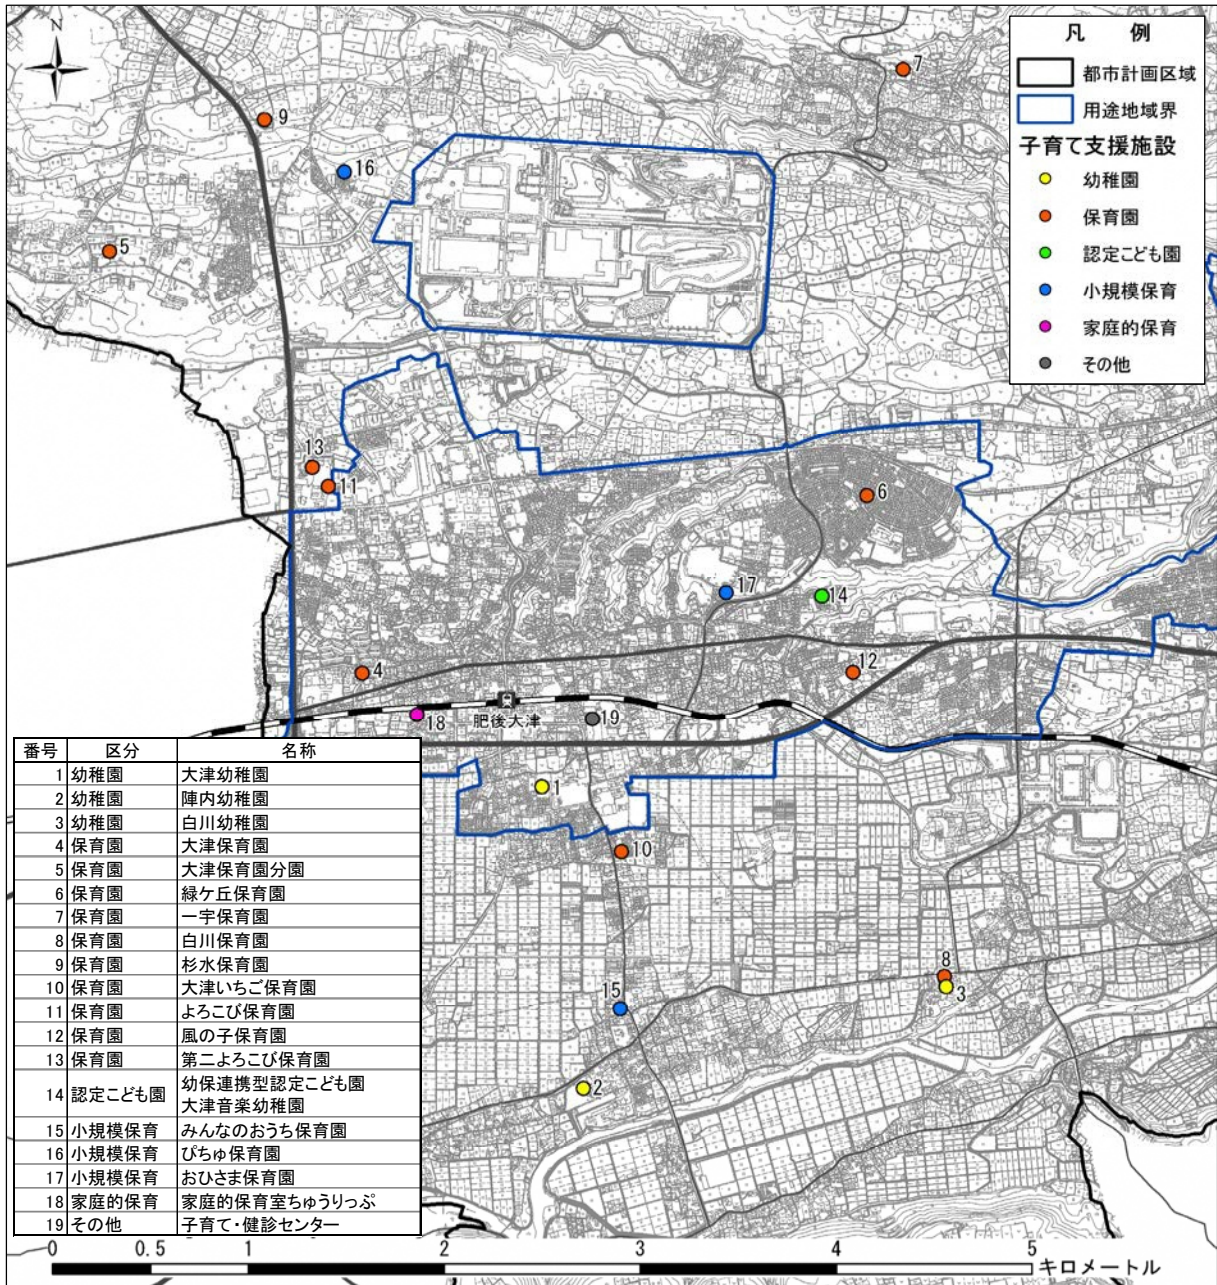 N
凡 例
都市計画区域
用途地域界
子育て支援施設
幼稚園
保育園
認定こども園
小規模保育
家庭的保育
その他
7
9
16
5
13
11
6
17
14
4
12
18
肥後大津
19
1
10
8
3
15
2
番号 区分 名称
1 幼稚園 大津幼稚園
2 幼稚園 陣内幼稚園
3 幼稚園 白川幼稚園
4 保育園 大津保育園
5 保育園 大津保育園分園
6 保育園 緑ケ丘保育園
7 保育園 一宇保育園
8 保育園 白川保育園
9 保育園 杉水保育園
10 保育園 大津いちご保育園
11 保育園 よろこび保育園
12 保育園 風の子保育園
13 保育園 第二よろこび保育園
14 認定こども園 幼保連携型認定こども園
大津音楽幼稚園
15 小規模保育 みんなのおうち保育園
16 小規模保育 ぴちゅ保育園
17 小規模保育 おひさま保育園
18 家庭的保育 家庭的保育室ちゅうりっぷ
19 その他 子育て・健診センター
0 0.5 1 2 3 4 5
キロメートル